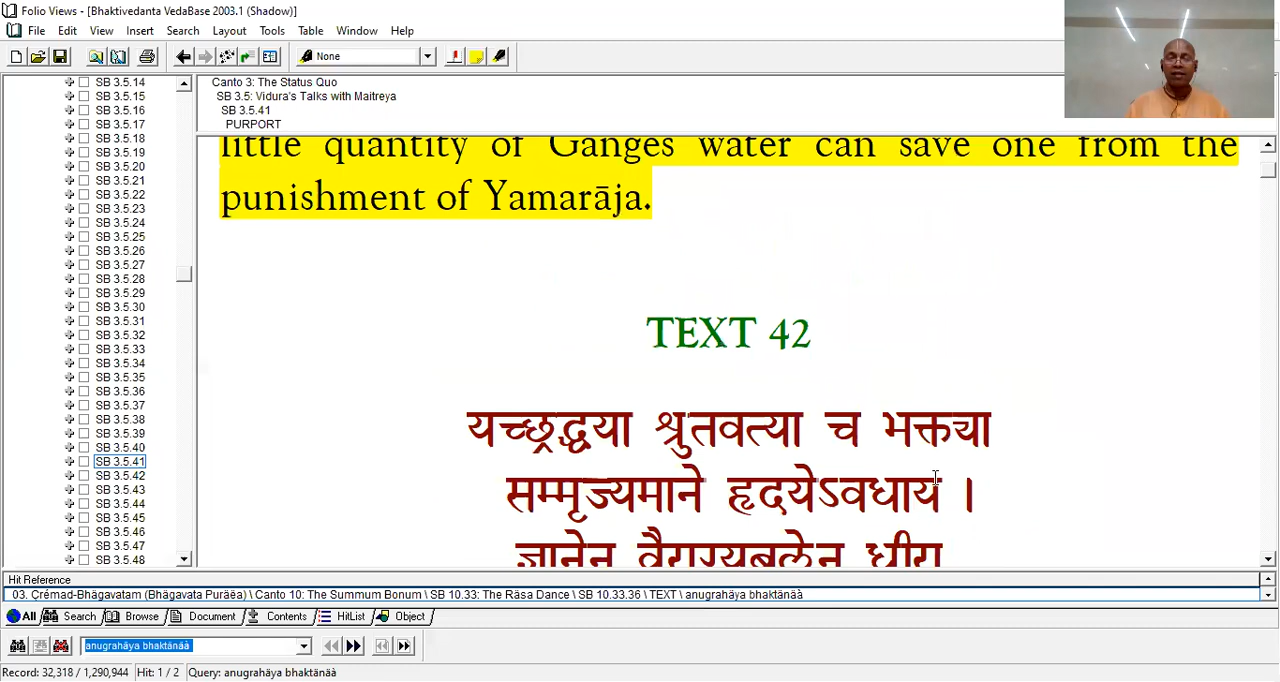 Folio Views - [Bhaktivedanta VedaBase 2003.1 (Shadow)]
File Edit View Insert Search Layout Tools Table Window Help
None
SB 3.5.14
SB 3.5.15
SB 3.5.16
SB 3.5.17
SB 3.5.18
SB 3.5.19
SB 3.5.20
SB 3.5.21
SB 3.5.22
SB 3.5.23
SB 3.5.24
SB 3.5.25
SB 3.5.26
SB 3.5.27
SB 3.5.28
SB 3.5.29
SB 3.5.30
SB 3.5.31
SB 3.5.32
SB 3.5.33
SB 3.5.34
SB 3.5.35
SB 3.5.36
SB 3.5.37
SB 3.5.38
SB 3.5.39
SB 3.5.40
SB 3.5.41
SB 3.5.42
SB 3.5.43
SB 3.5.44
SB 3.5.45
SB 3.5.46
SB 3.5.47
SB 3.5.48
Canto 3: The Status Quo
SB 3.5: Vidura's Talks with Maitreya
SB 3.5.41
PURPORT
little quantity of Ganges water can save one from the
punishment of Yamarāja.
TEXT 42
यच्छ्रद्धया श्रुतवत्या च भक्त्या
सम्मृज्यमाने हृदयेऽवधाय ।
ज्ञानेन वैराग्यबलेन धीरा
Hit Reference
03. Çrémad-Bhägavatam (Bhägavata Puräëa) \ Canto 10: The Summum Bonum \ SB 10.33: The Räsa Dance \ SB 10.33.36 \ TEXT \ anugrahäya bhaktänäà
All Search Browse Document Contents HitList Object
anugrahäya bhaktänäà
Record: 32,318 / 1,290,944 Hit: 1 / 2 Query: anugrahäya bhaktänäà